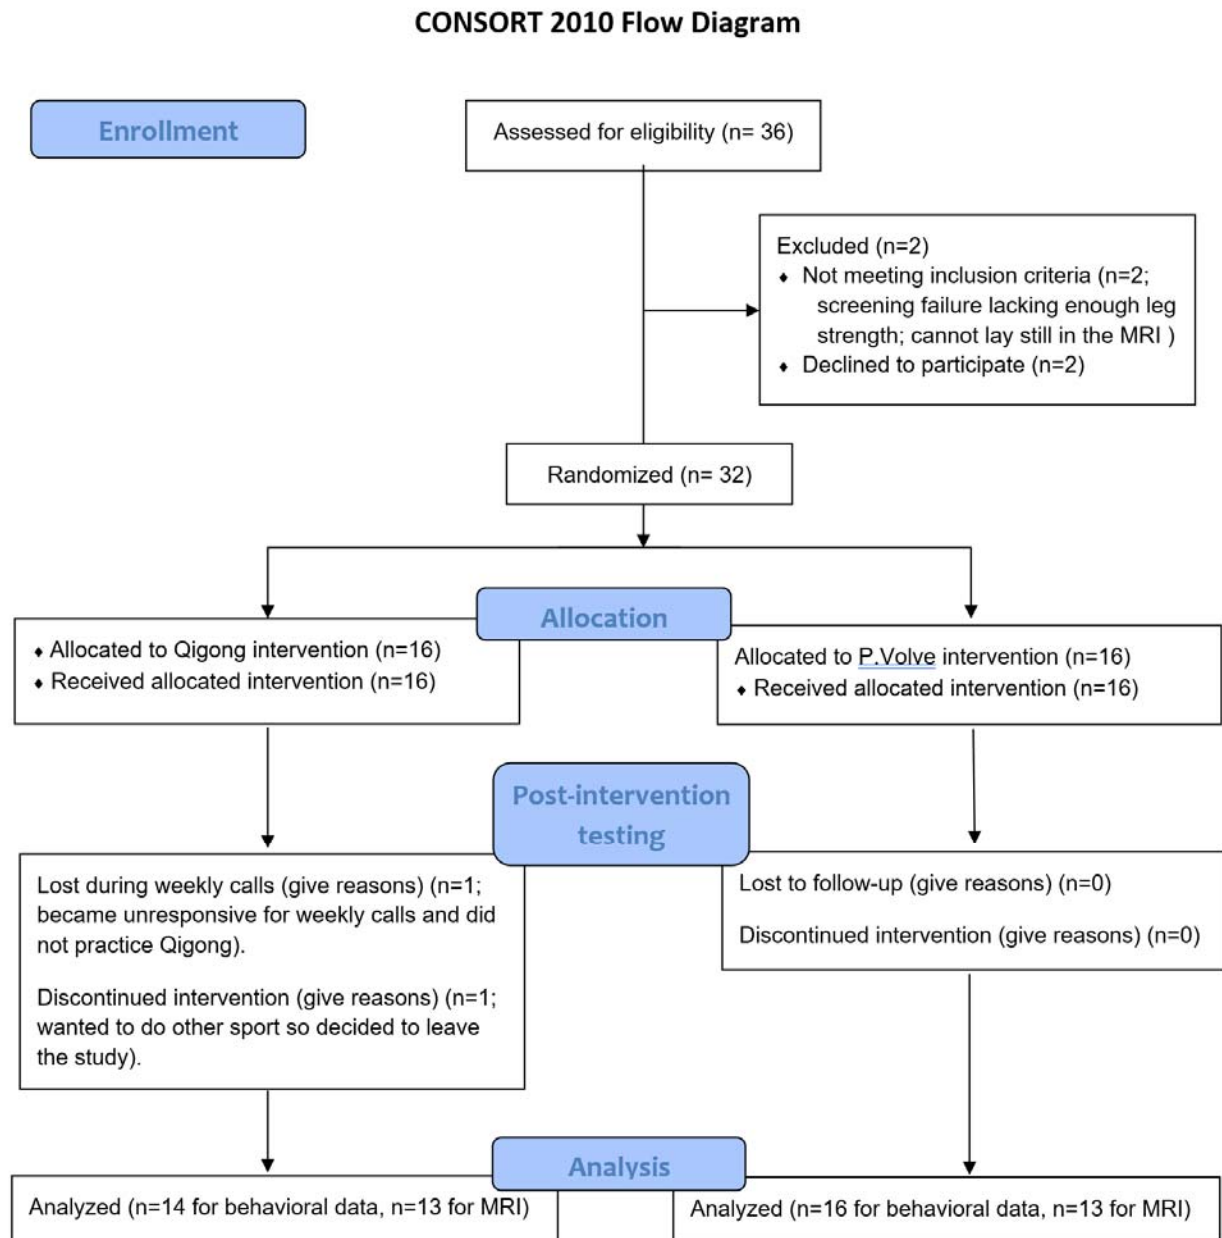 CONSORT 2010 Flow Diagram
Enrollment
Assessed for eligibility (n= 36)
Excluded (n=2)
♦ Not meeting inclusion criteria (n=2;
screening failure lacking enough leg
strength; cannot lay still in the MRI )
♦ Declined to participate (n=2)
Randomized (n= 32)
Allocation
♦ Allocated to Qigong intervention (n=16)
♦ Received allocated intervention (n=16)
Allocated to P.Volve intervention (n=16)
♦ Received allocated intervention (n=16)
Post-intervention
testing
Lost during weekly calls (give reasons) (n=1;
became unresponsive for weekly calls and did
not practice Qigong).
Discontinued intervention (give reasons) (n=1;
wanted to do other sport so decided to leave
the study).
Lost to follow-up (give reasons) (n=0)
Discontinued intervention (give reasons) (n=0)
Analysis
Analyzed (n=14 for behavioral data, n=13 for MRI)
Analyzed (n=16 for behavioral data, n=13 for MRI)